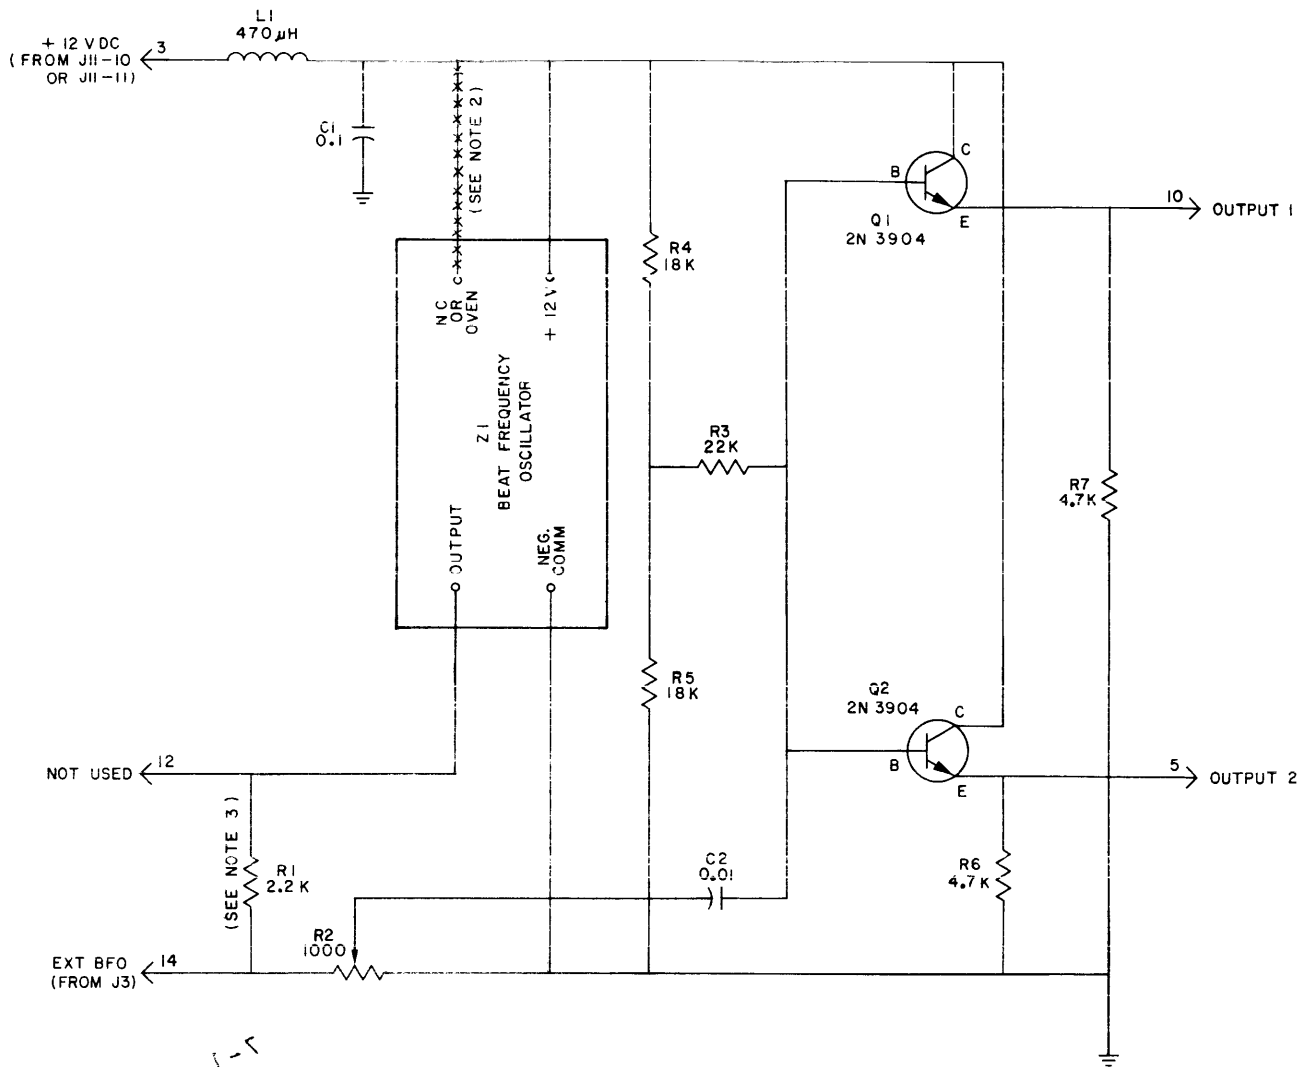 L1
470 μH
+ 12 V DC
(FROM J11-10
OR J11-11)
3
C1
0.1
(SEE NOTE 2)
NC
OR
OVEN
+ 12 V
Z1
BEAT FREQUENCY
OSCILLATOR
OUTPUT
NEG.
COMM
R4
18K
R3
22K
R5
18K
B
C
E
Q1
2N 3904
10
OUTPUT 1
R7
4.7K
Q2
2N 3904
C
B
E
5
OUTPUT 2
R6
4.7K
NOT USED
12
(SEE NOTE 3)
R1
2.2K
C2
0.01
R2
1000
EXT BFO
(FROM J3)
14